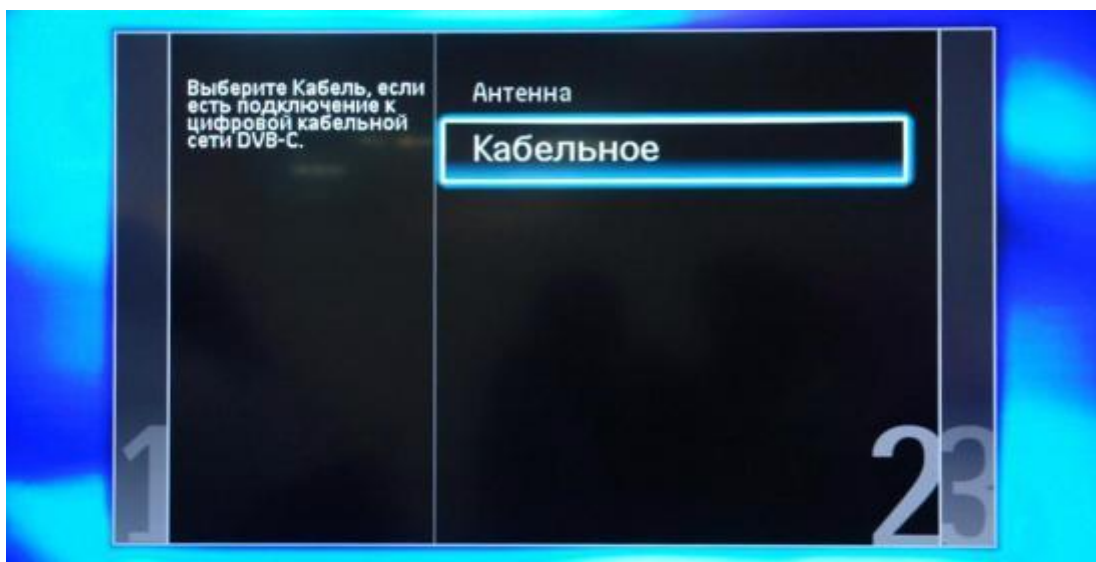 Выберите Кабель, если
есть подключение к
цифровой кабельной
сети DVB-C.
Антенна
Кабельное
1
2
3